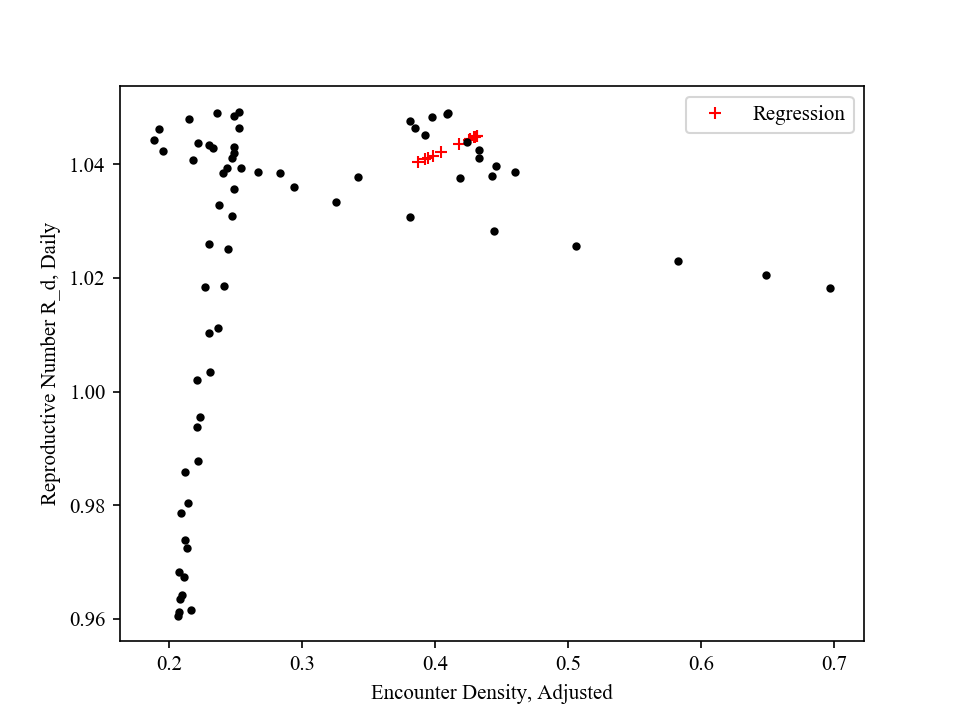 Regression
1.04
1.02
1.00
0.98
0.96
Reproductive Number R_d, Daily
0.2 0.3 0.4 0.5 0.6 0.7
Encounter Density, Adjusted